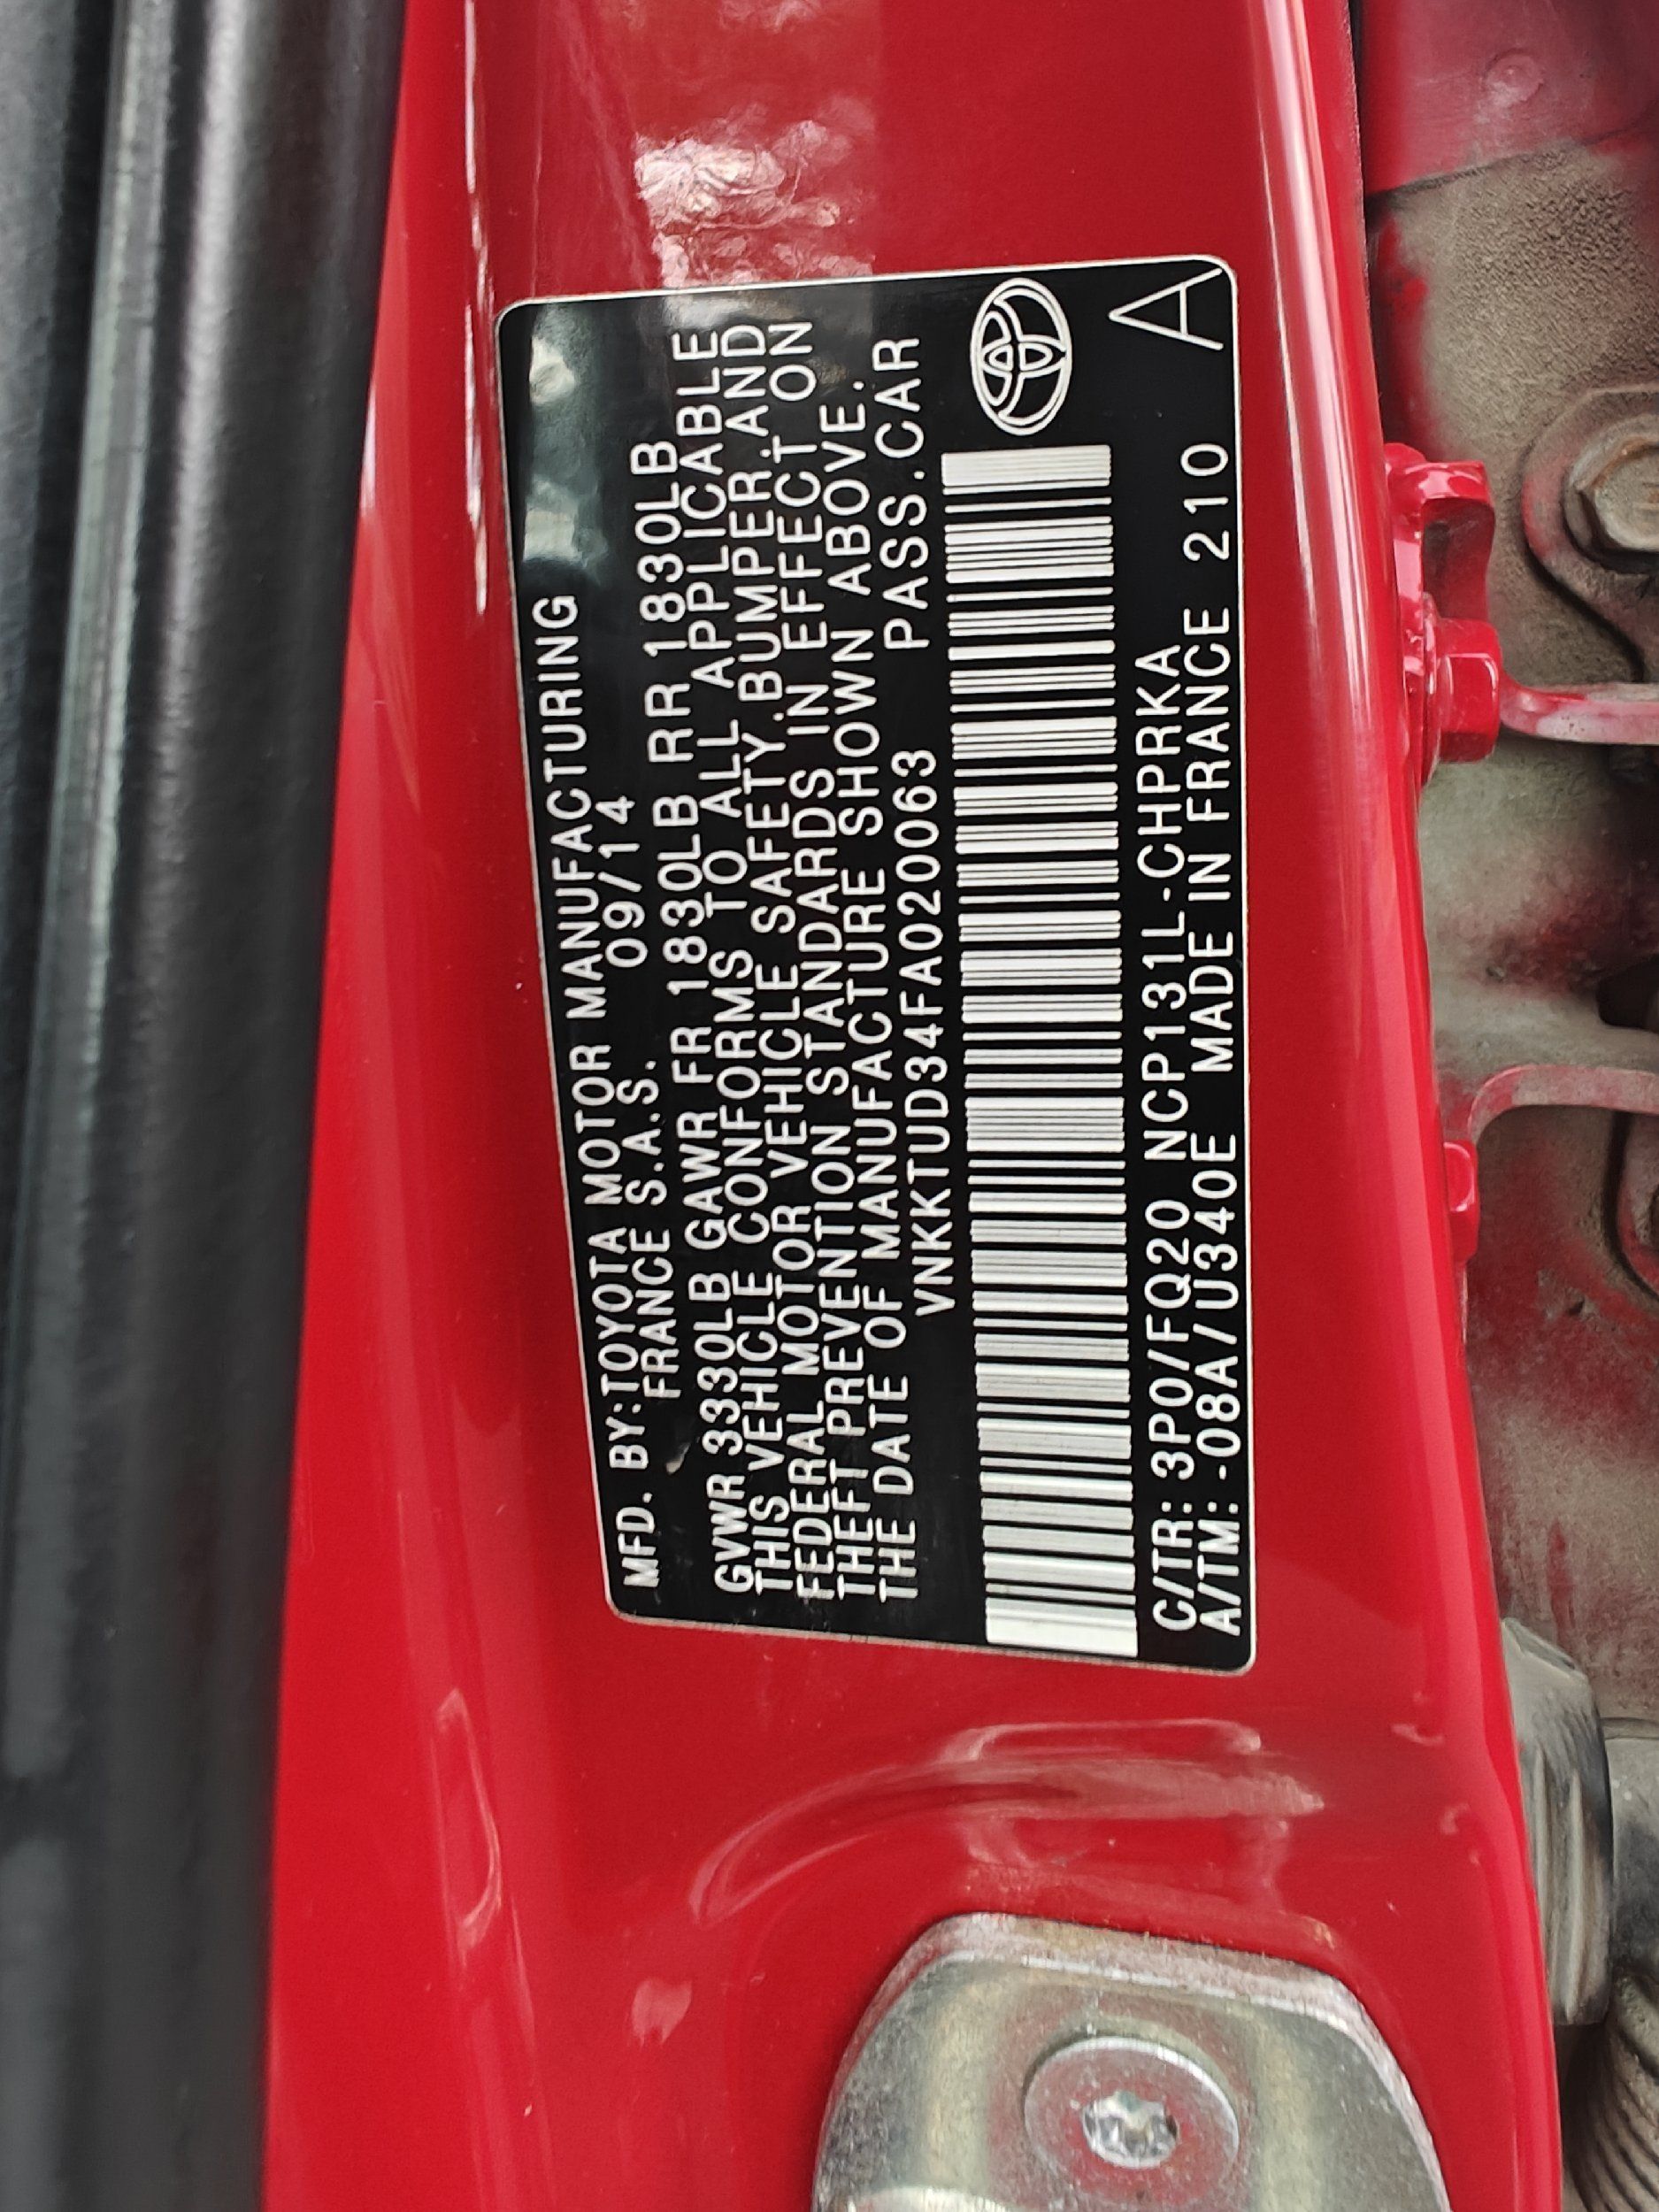 MFD. BY:TOYOTA MOTOR MANUFACTURING
FRANCE S.A.S. 09/14
GVWR 3330LB GAWR FR 1830LB RR 1830LB
THIS VEHICLE CONFORMS TO ALL APPLICABLE
FEDERAL MOTOR VEHICLE SAFETY.BUMPER.AND
THEFT PREVENTION STANDARDS IN EFFECT ON
THE DATE OF MANUFACTURE SHOWN ABOVE.
VNKKTUD34FA020063 PASS.CAR
C/TR: 3P0/FQ20 NCP131L-CHPRKA
A/TM: -08A/U340E MADE IN FRANCE 210 A